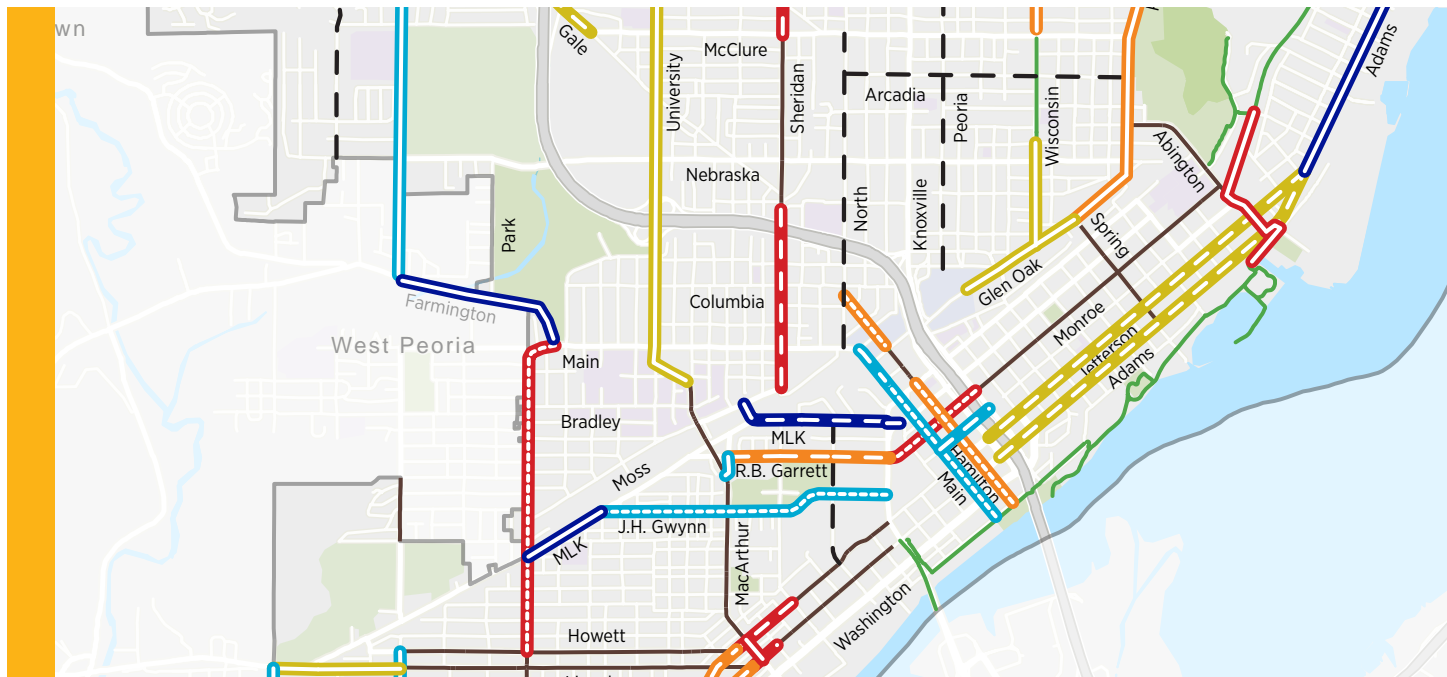 wn
Gale
McClure
University
Sheridan
Adams
Arcadia
Peoria
Wisconsin
Abington
Nebraska
North
Knoxville
Park
Spring
Glen Oak
Farmington
Columbia
Monroe
West Peoria
Main
Jefferson
Adams
Bradley
MLK
Hamilton
Main
R.B. Garrett
Moss
J.H. Gwynn
MLK
MacArthur
Washington
Howett